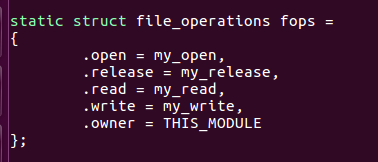 static struct file_operations fops =
{
        .open = my_open,
        .release = my_release,
        .read = my_read,
        .write = my_write,
        .owner = THIS_MODULE
};